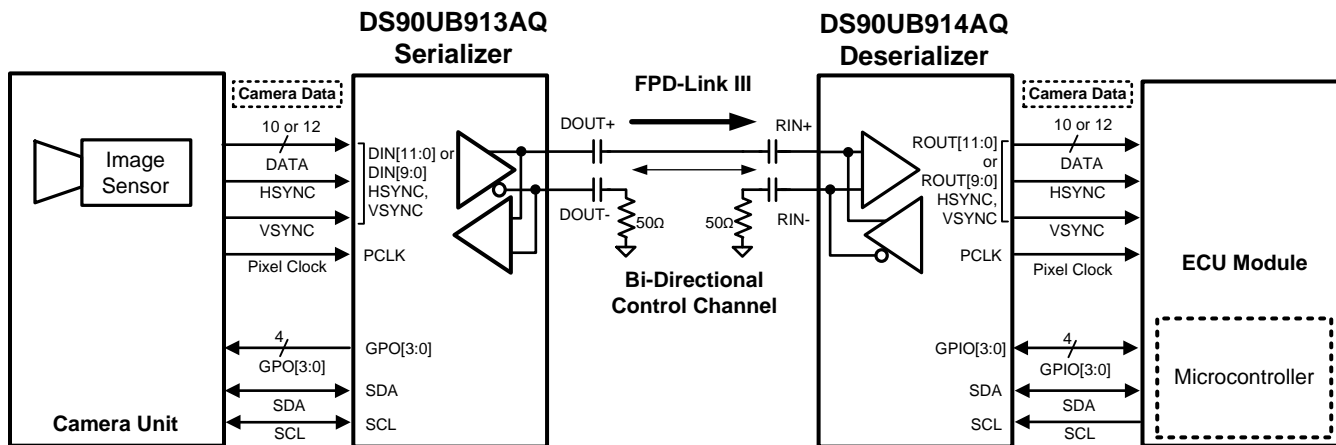 DS90UB913AQ
Serializer
DS90UB914AQ
Deserializer
FPD-Link III
Camera Data
10 or 12
DATA
HSYNC
VSYNC
Pixel Clock
4
GPO[3:0]
SDA
SCL
Image
Sensor
Camera Unit
DIN[11:0] or
DIN[9:0]
HSYNC,
VSYNC
PCLK
GPO[3:0]
SDA
SCL
DOUT+
DOUT-
50Ω
50Ω
RIN+
RIN-
Bi-Directional
Control Channel
ROUT[11:0]
or
ROUT[9:0]
HSYNC,
VSYNC
PCLK
GPIO[3:0]
SDA
SCL
Camera Data
10 or 12
DATA
HSYNC
VSYNC
Pixel Clock
4
GPIO[3:0]
SDA
SCL
ECU Module
Microcontroller